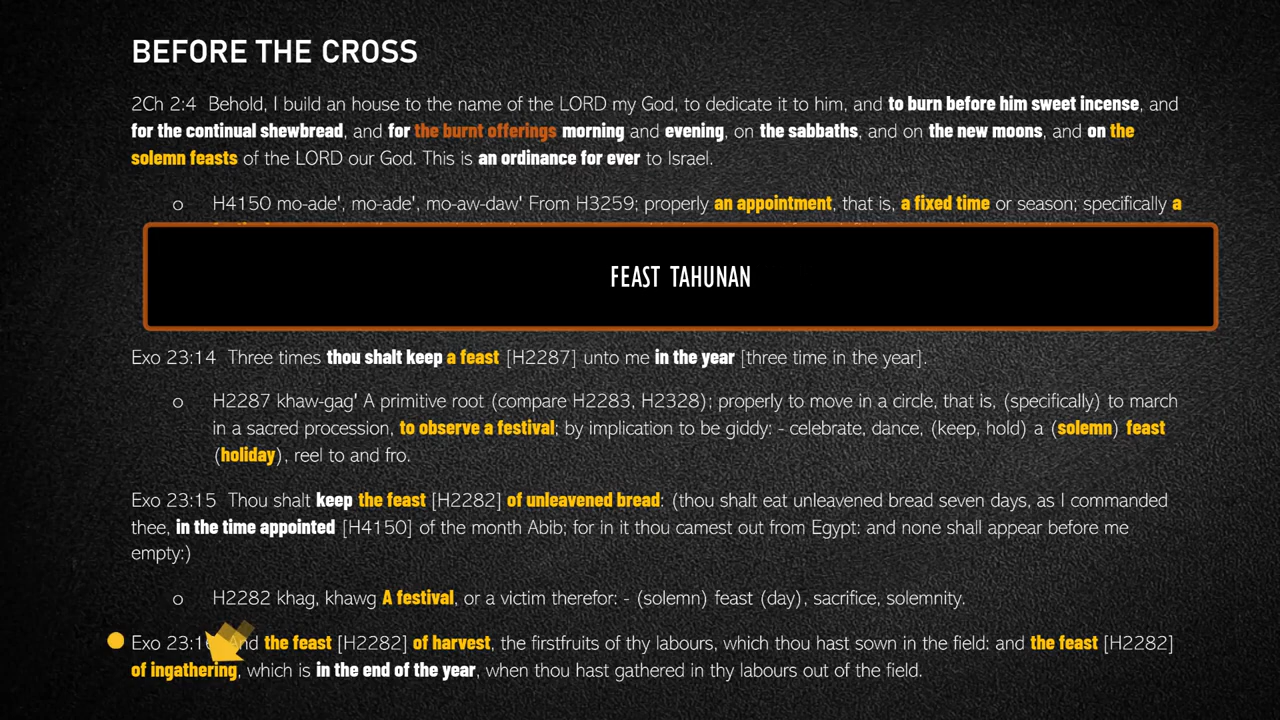 BEFORE THE CROSS
2Ch 2:4 Behold, I build an house to the name of the LORD my God, to dedicate it to him, and to burn before him sweet incense, and
for the continual shewbread, and for the burnt offerings morning and evening, on the sabbaths, and on the new moons, and on the
solemn feasts of the LORD our God. This is an ordinance for ever to Israel.
o H4150 mo-ade', mo-ade', mo-aw-daw' From H3259; properly an appointment, that is, a fixed time or season; specifically a
FEAST TAHUNAN
Exo 23:14 Three times thou shalt keep a feast [H2287] unto me in the year [three time in the year].
o H2287 khaw-gag' A primitive root (compare H2283, H2328); properly to move in a circle, that is, (specifically) to march
in a sacred procession, to observe a festival; by implication to be giddy: - celebrate, dance, (keep, hold) a (solemn) feast
(holiday), reel to and fro.
Exo 23:15 Thou shalt keep the feast [H2282] of unleavened bread: (thou shalt eat unleavened bread seven days, as I commanded
thee, in the time appointed [H4150] of the month Abib; for in it thou camest out from Egypt: and none shall appear before me
empty:)
o H2282 khag, khawg A festival, or a victim therefor: - (solemn) feast (day), sacrifice, solemnity.
Exo the feast [H2282] of harvest, the firstfruits of thy labours, which thou hast sown in the field: and the feast [H2282]
of ingathering, which is in the end of the year, when thou hast gathered in thy labours out of the field.